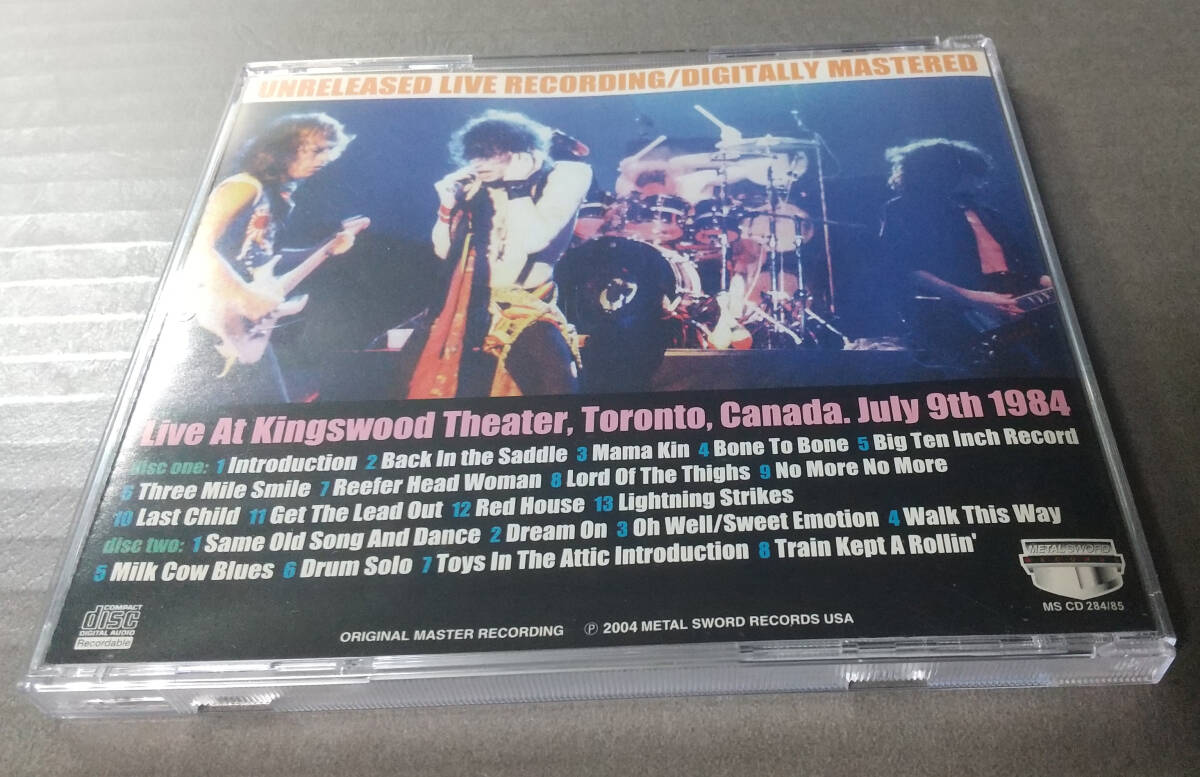 UNRELEASED LIVE RECORDING/DIGITALLY MASTERED
Live At Kingswood Theater, Toronto, Canada. July 9th 1984
disc one: 1 Introduction 2 Back In the Saddle 3 Mama Kin 4 Bone To Bone 5 Big Ten Inch Record
6 Three Mile Smile 7 Reefer Head Woman 8 Lord Of The Thighs 9 No More No More
10 Last Child 11 Get The Lead Out 12 Red House 13 Lightning Strikes
disc two: 1 Same Old Song And Dance 2 Dream On 3 Oh Well/Sweet Emotion 4 Walk This Way
5 Milk Cow Blues 6 Drum Solo 7 Toys In The Attic Introduction 8 Train Kept A Rollin'
METAL SWORD
MS CD 284/85
COMPACT
disc
DIGITAL AUDIO
Recordable
ORIGINAL MASTER RECORDING ℗ 2004 METAL SWORD RECORDS USA